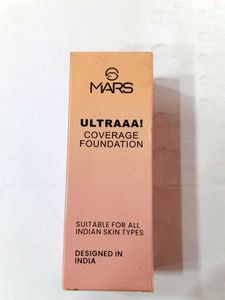 MARS
ULTRAAA!
COVERAGE
FOUNDATION
SUITABLE FOR ALL
INDIAN SKIN TYPES
DESIGNED IN
INDIA